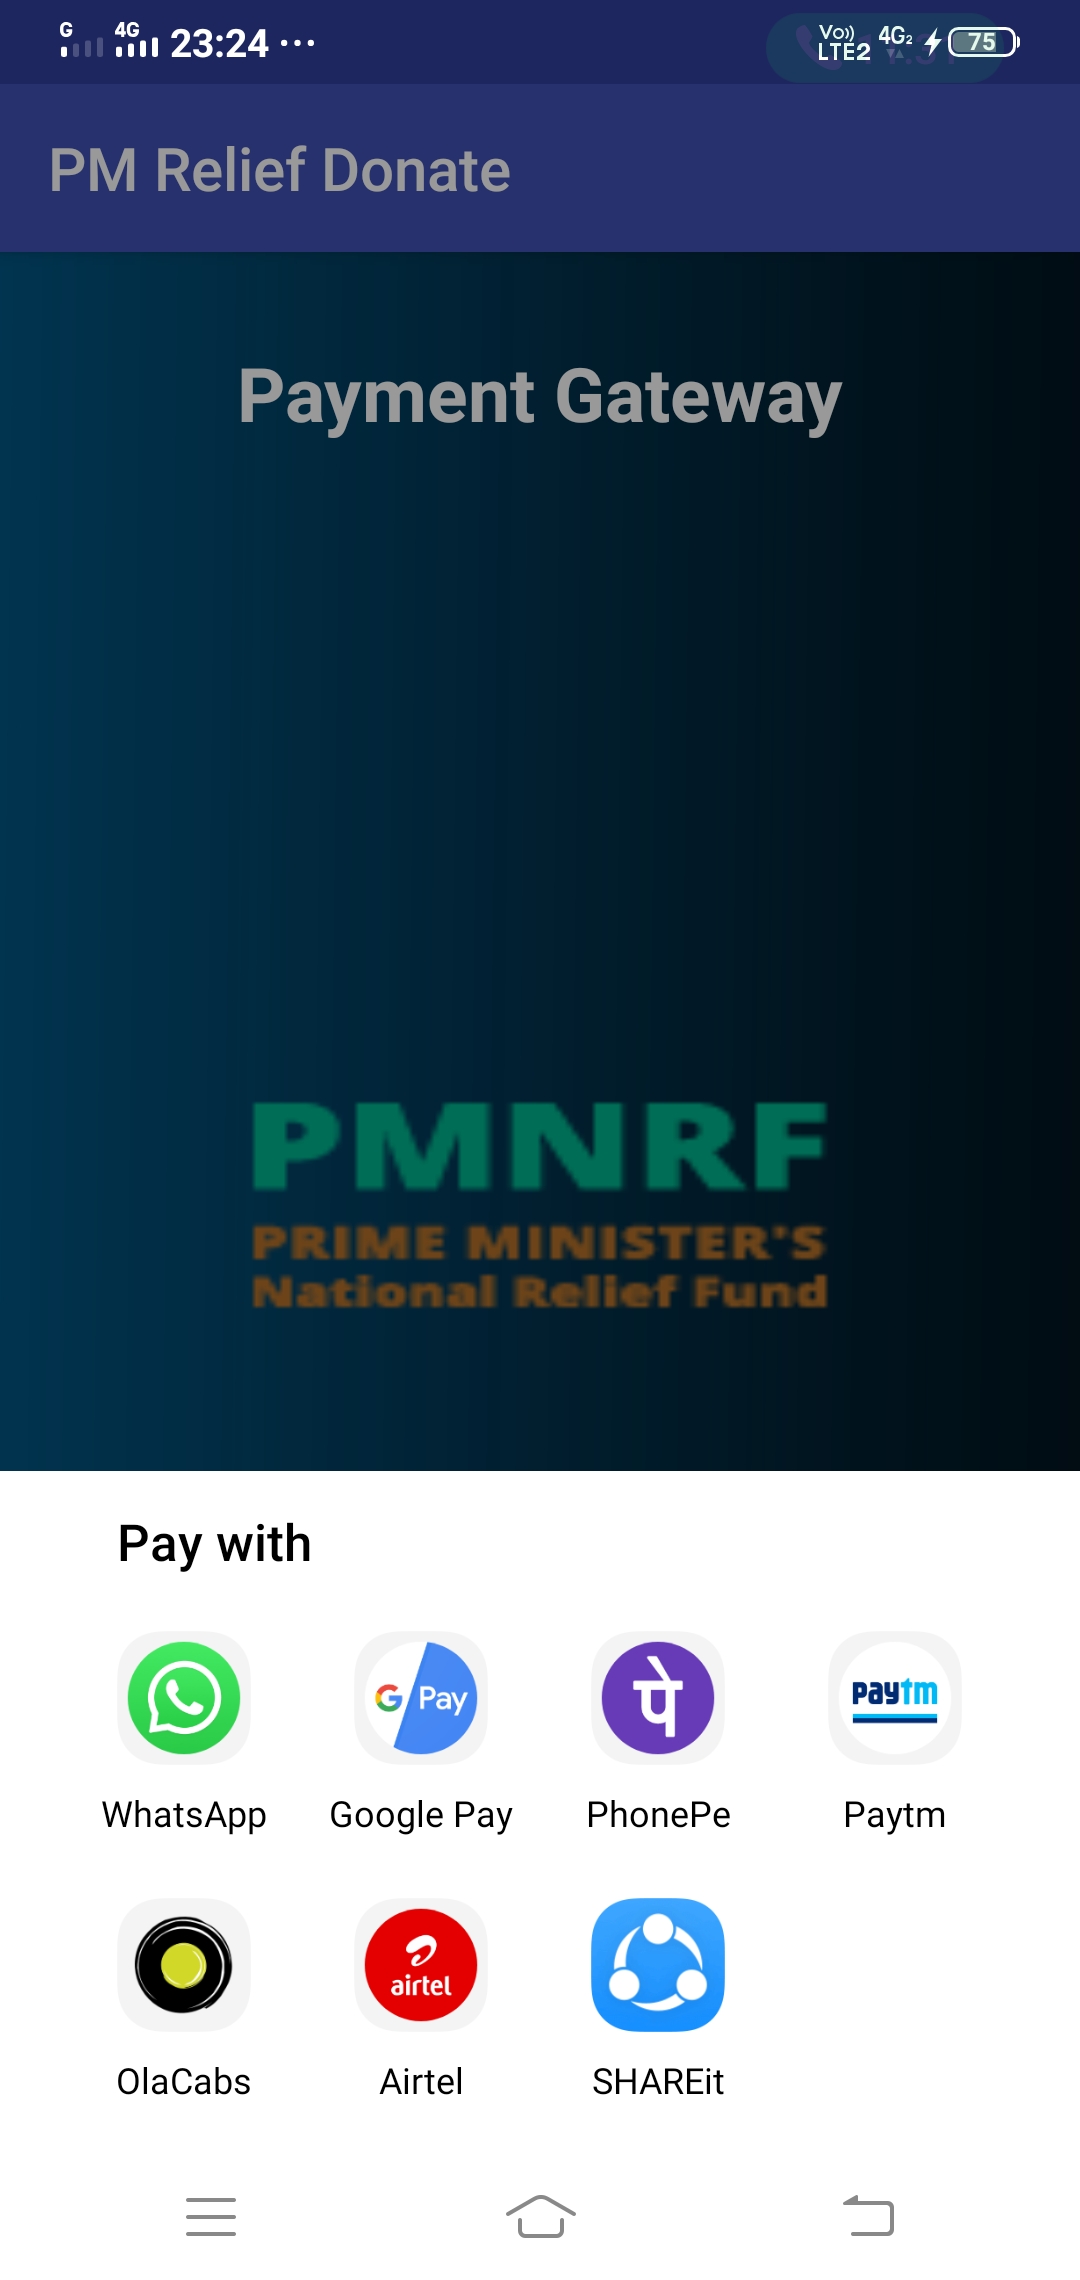 G 4G 23:24 ... Vo)) LTE2 4G2 75
PM Relief Donate
Payment Gateway
PMNRF
PRIME MINISTER'S
National Relief Fund
Pay with
G Pay पे paytm
WhatsApp Google Pay PhonePe Paytm
airtel
OlaCabs Airtel SHAREit